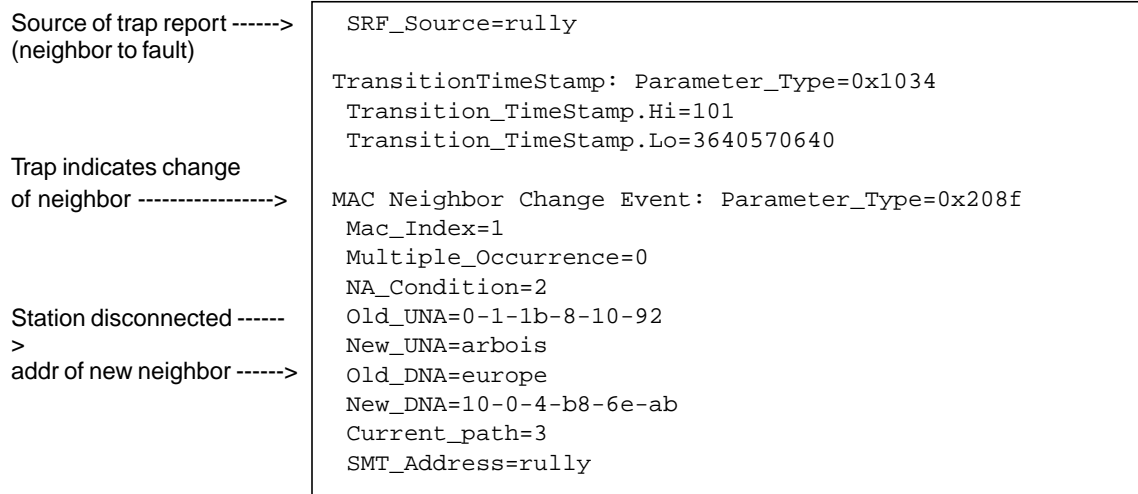 Source of trap report ------>
(neighbor to fault)
SRF_Source=rully
TransitionTimeStamp: Parameter_Type=0x1034
Transition_TimeStamp.Hi=101
Transition_TimeStamp.Lo=3640570640
Trap indicates change
of neighbor ----------------->
MAC Neighbor Change Event: Parameter_Type=0x208f
Mac_Index=1
Multiple_Occurrence=0
NA_Condition=2
Station disconnected ------
>
Old_UNA=0-1-1b-8-10-92
New_UNA=arbois
addr of new neighbor ------>
Old_DNA=europe
New_DNA=10-0-4-b8-6e-ab
Current_path=3
SMT_Address=rully